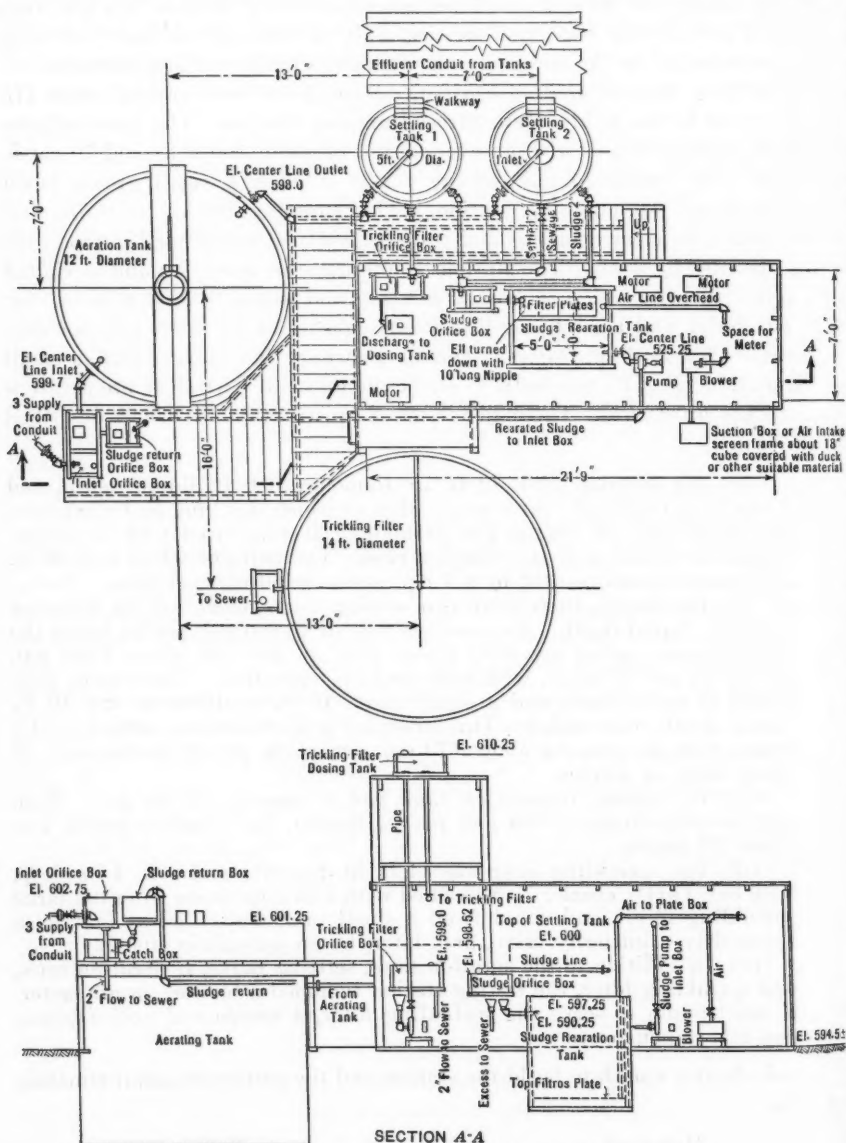 13'0"
Effluent Conduit from Tanks
7'0
Walkway
Settling
Tank 1
Settling
Tank 2
5ft.
Dia.
Inlet
7'-0"
El. Center Line Outlet
598.0
Aeration Tank
12 ft. Diameter
Trickling Filter
Orifice Box
Settled 2"
Sewage
Sludge 2"
Up
Motor
Motor
Air Line Overhead
Filter Plates
Sludge
Orifice Box
Sludge Rearation Tank
Space for
Meter
Discharge to
Dosing Tank
5'0"
4'-0"
El. Center Line
525.25
7'-0"
A
Ell turned
down with
10"long Nipple
Pump
Blower
El. Center
Line Inlet
599.7
3" Supply
from
Conduit
Motor
A
16'-0"
Sludge return
Orifice Box
Inlet Orifice Box
Rearated Sludge
to Inlet Box
Suction Box or Air Intake
screen frame about 18"
cube covered with duck
or other suitable material
21'9"
Trickling Filter
14 ft. Diameter
To Sewer
13'0"
El. 610.25
Trickling Filter
Dosing Tank
Pipe
Inlet Orifice Box
El. 602.75
Sludge return Box
El. 601.25
3" Supply
from
Conduit
Catch Box
2" Flow to Sewer
Sludge return
Trickling Filter
Orifice Box
From
Aerating
Tank
To Trickling Filter
El. 599.0
El. 598.62
Top of Settling Tank
El. 600
Air to Plate Box
Sludge Line
Sludge Orifice Box
Sludge Pump to
Inlet Box
Air
2" Flow to Sewer
Excess to Sewer
El. 597.25
El. 590.25
Sludge Rearation
Tank
Blower
El. 594.5±
Aerating Tank
Top Filtros Plate
SECTION A-A